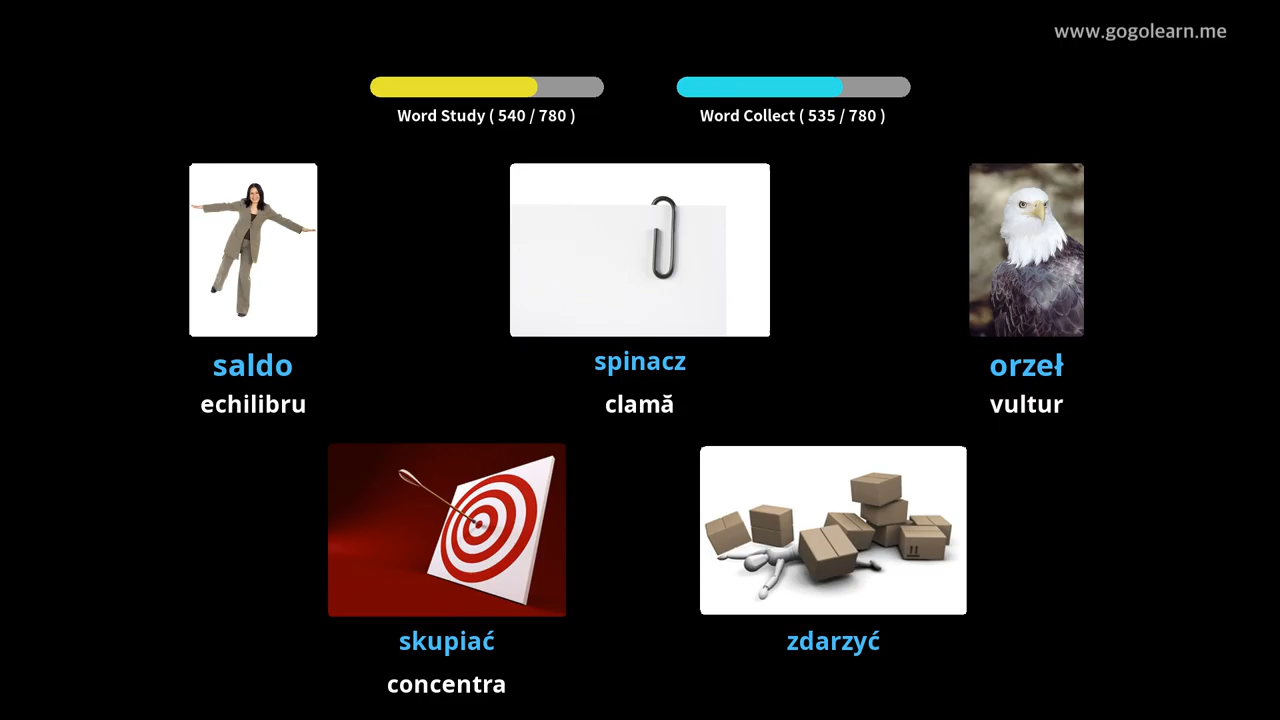 www.gogolearn.me
Word Study ( 540 / 780 )
Word Collect ( 535 / 780 )
saldo
echilibru
spinacz
clamă
orzeł
vultur
skupiać
concentra
zdarzyć